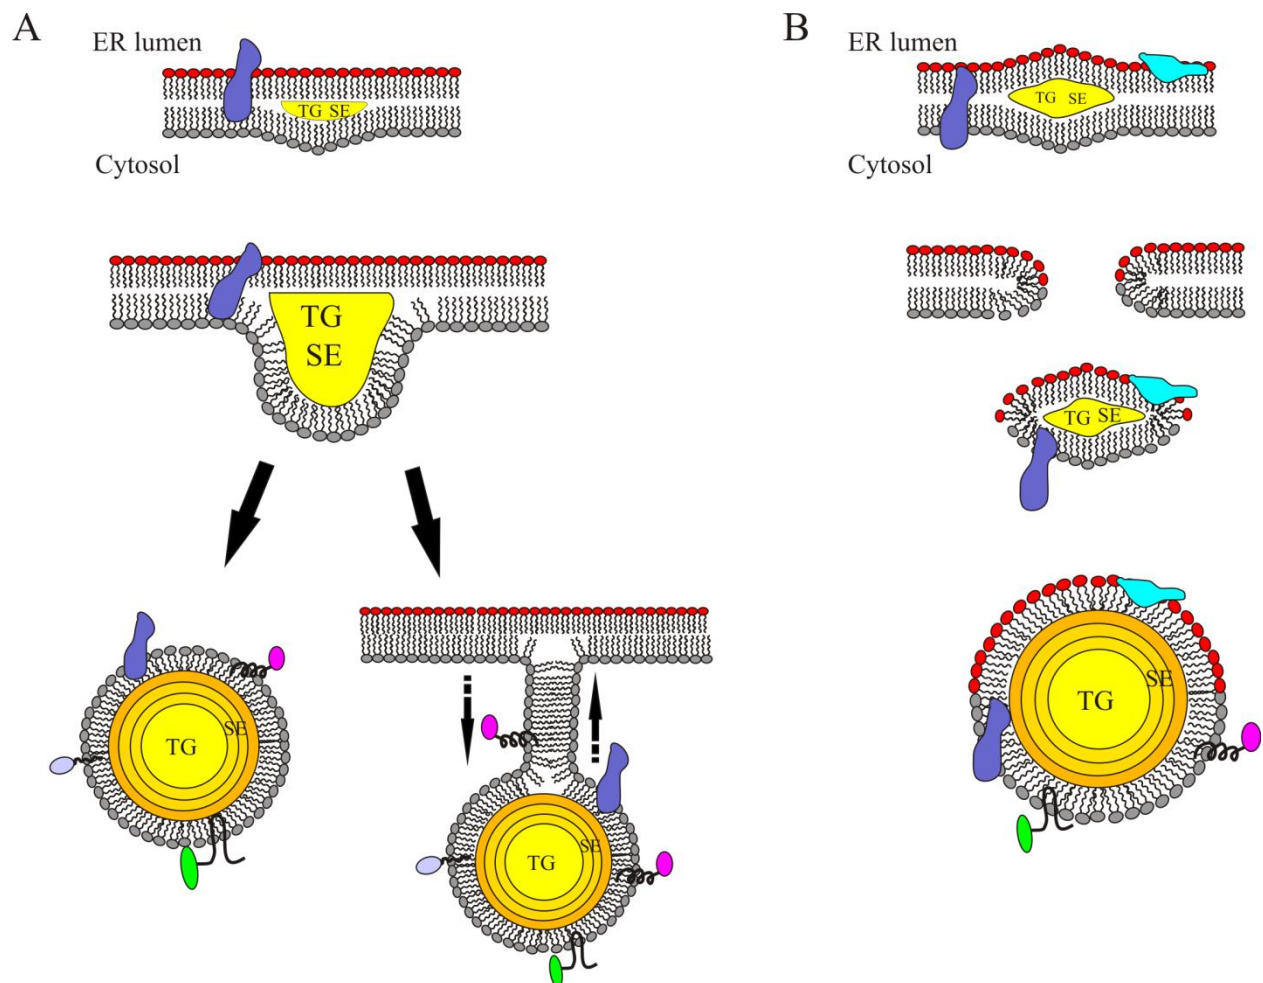 A
ER lumen
TG SE
Cytosol
TG
SE
TG
SE
TG
SE
B
ER lumen
TG SE
Cytosol
TG SE
TG
SE